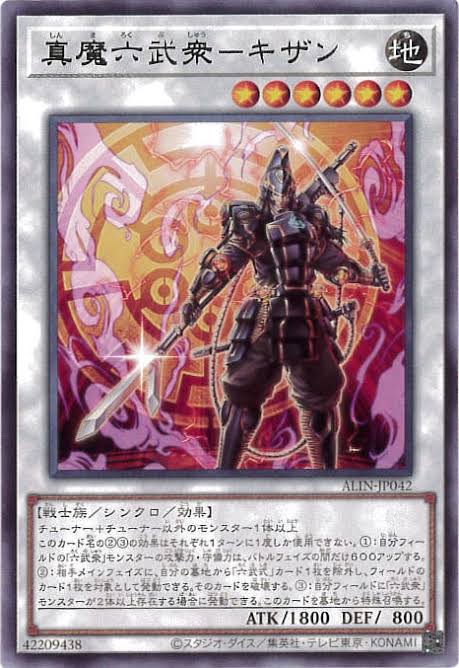 真魔六武衆－キザン
地
ALIN-JP042
【戦士族／シンクロ／効果】
チューナー＋チューナー以外のモンスター1体以上
このカード名の②③の効果はそれぞれ1ターンに1度しか使用できない。①：自分フィー
ルドの「六武衆」モンスターの攻撃力・守備力は、バトルフェイズの間だけ600アップする。
②：相手メインフェイズに、自分の墓地から「六武式」カード1枚を除外し、フィールドの
カード1枚を対象として発動できる。そのカードを破壊する。③：自分フィールドに「六武衆」
モンスターが2体以上存在する場合に発動できる。このカードを墓地から特殊召喚する。
ATK/1800 DEF/ 800
42209438
©スタジオ・ダイス／集英社・テレビ東京・KONAMI